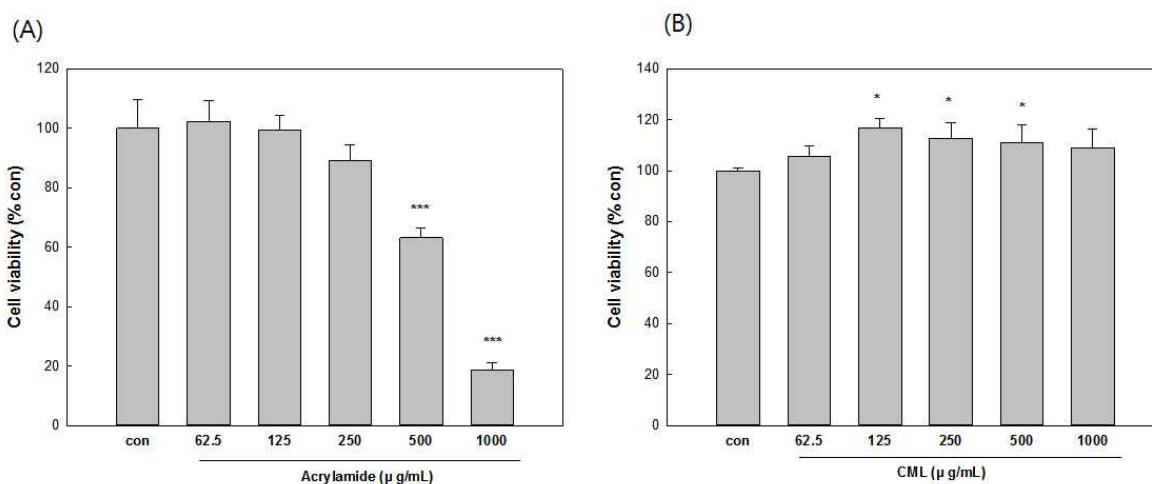 (A)
Cell viability (% con)
120
100
80
60
40
20
0
***
***
con 62.5 125 250 500 1000
Acrylamide (µ g/mL)
(B)
Cell viability (% con)
140
120
100
80
60
40
20
0
* * *
con 62.5 125 250 500 1000
CML (µ g/mL)